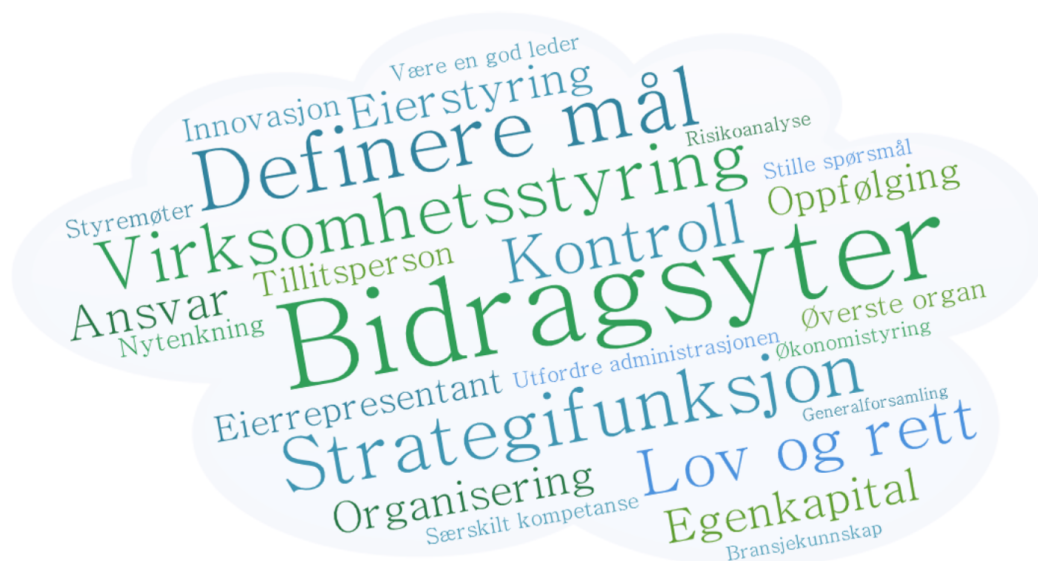 Være en god leder
Innovasjon
Eierstyring
Definere mål
Risikoanalyse
Styremøter
Virksomhetsstyring
Stille spørsmål
Oppfølging
Tillitsperson
Kontroll
Ansvar
Nytenkning
Bidragsyter
Øverste organ
Utfordre administrasjonen
Økonomistyring
Eierrepresentant
Strategifunksjon
Generalforsamling
Lov og rett
Organisering
Særskilt kompetanse
Egenkapital
Bransjekunnskap